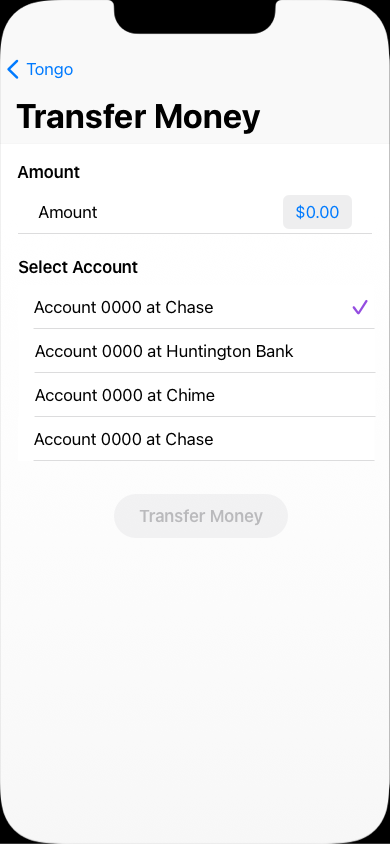 Tongo
Transfer Money
Amount
Amount $0.00
Select Account
Account 0000 at Chase
Account 0000 at Huntington Bank
Account 0000 at Chime
Account 0000 at Chase
Transfer Money